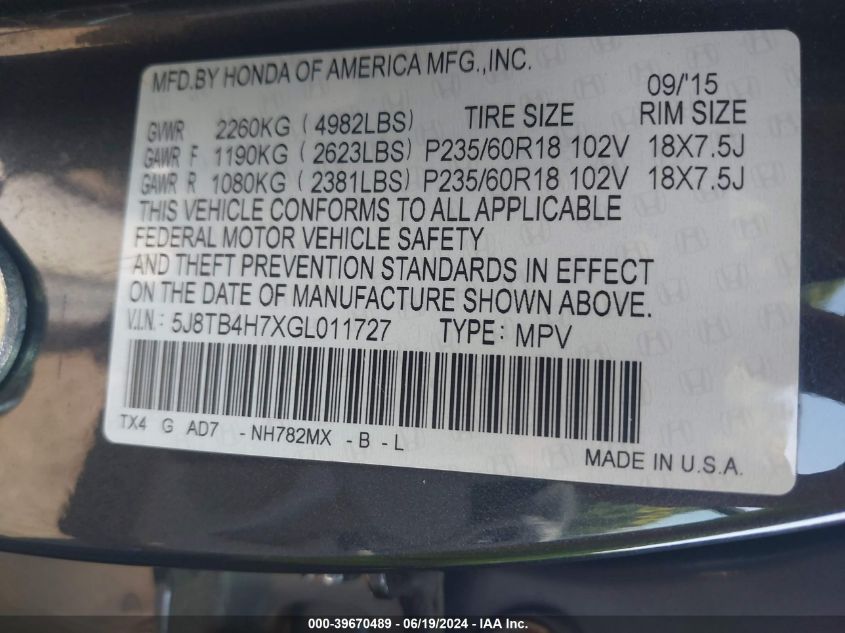 MFD.BY HONDA OF AMERICA MFG.,INC.
09/'15
GVWR 2260KG (4982LBS) TIRE SIZE RIM SIZE
GAWR F 1190KG (2623LBS) P235/60R18 102V 18X7.5J
GAWR R 1080KG (2381LBS) P235/60R18 102V 18X7.5J
THIS VEHICLE CONFORMS TO ALL APPLICABLE
FEDERAL MOTOR VEHICLE SAFETY
AND THEFT PREVENTION STANDARDS IN EFFECT
ON THE DATE OF MANUFACTURE SHOWN ABOVE.
V.I.N.: 5J8TB4H7XGL011727 TYPE: MPV
TX4 G AD7 -NH782MX -B -L
MADE IN U.S.A.
000-39670489 - 06/19/2024 - IAA Inc.